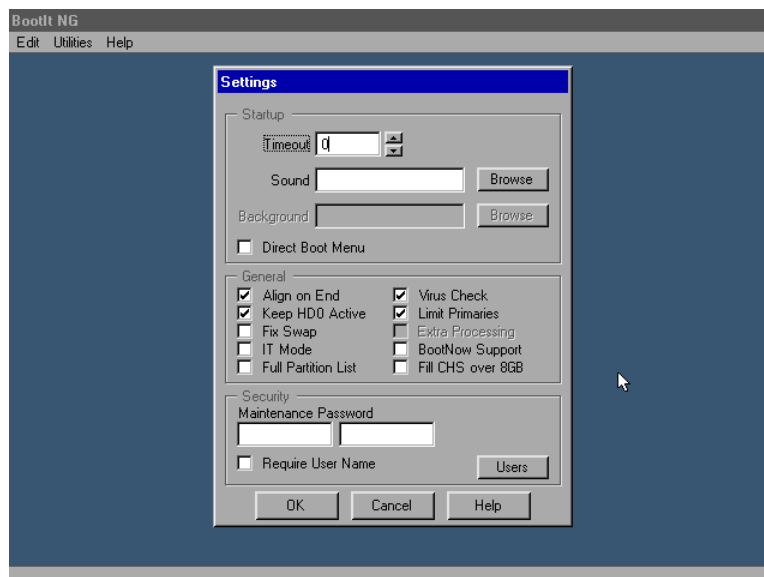 BootIt NG
Edit Utilities Help
Settings
Startup
Timeout 0
Sound Browse
Background Browse
Direct Boot Menu
General
Align on End Virus Check
Keep HD0 Active Limit Primaries
Fix Swap Extra Processing
IT Mode BootNow Support
Full Partition List Fill CHS over 8GB
Security
Maintenance Password
Require User Name Users
OK Cancel Help